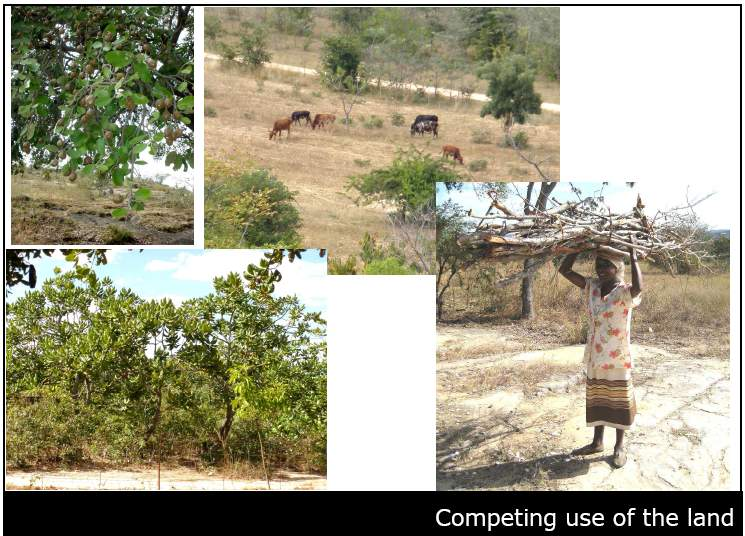 Competing use of the land